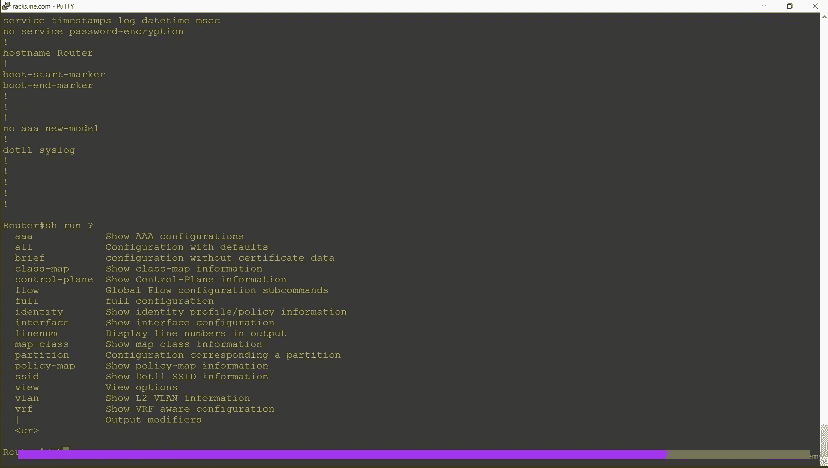 racksline.com - PuTTY
service timestamps log datetime msec
no service password-encryption
!
hostname Router
!
boot-start-marker
boot-end-marker
!
!
!
no aaa new-model
!
dot11 syslog
!
!
!
!
!
Router#sh run ?
aaa Show AAA configurations
all Configuration with defaults
brief configuration without certificate data
class-map Show class-map information
control-plane Show Control-Plane information
flow Global Flow configuration subcommands
full full configuration
identity Show identity profile/policy information
interface Show interface configuration
linenum Display line numbers in output
map-class Show map class information
partition Configuration corresponding a partition
policy-map Show policy-map information
ssid Show Dot11 SSID information
view View options
vlan Show L2 VLAN information
vrf Show VRF aware configuration
| Output modifiers
<cr>